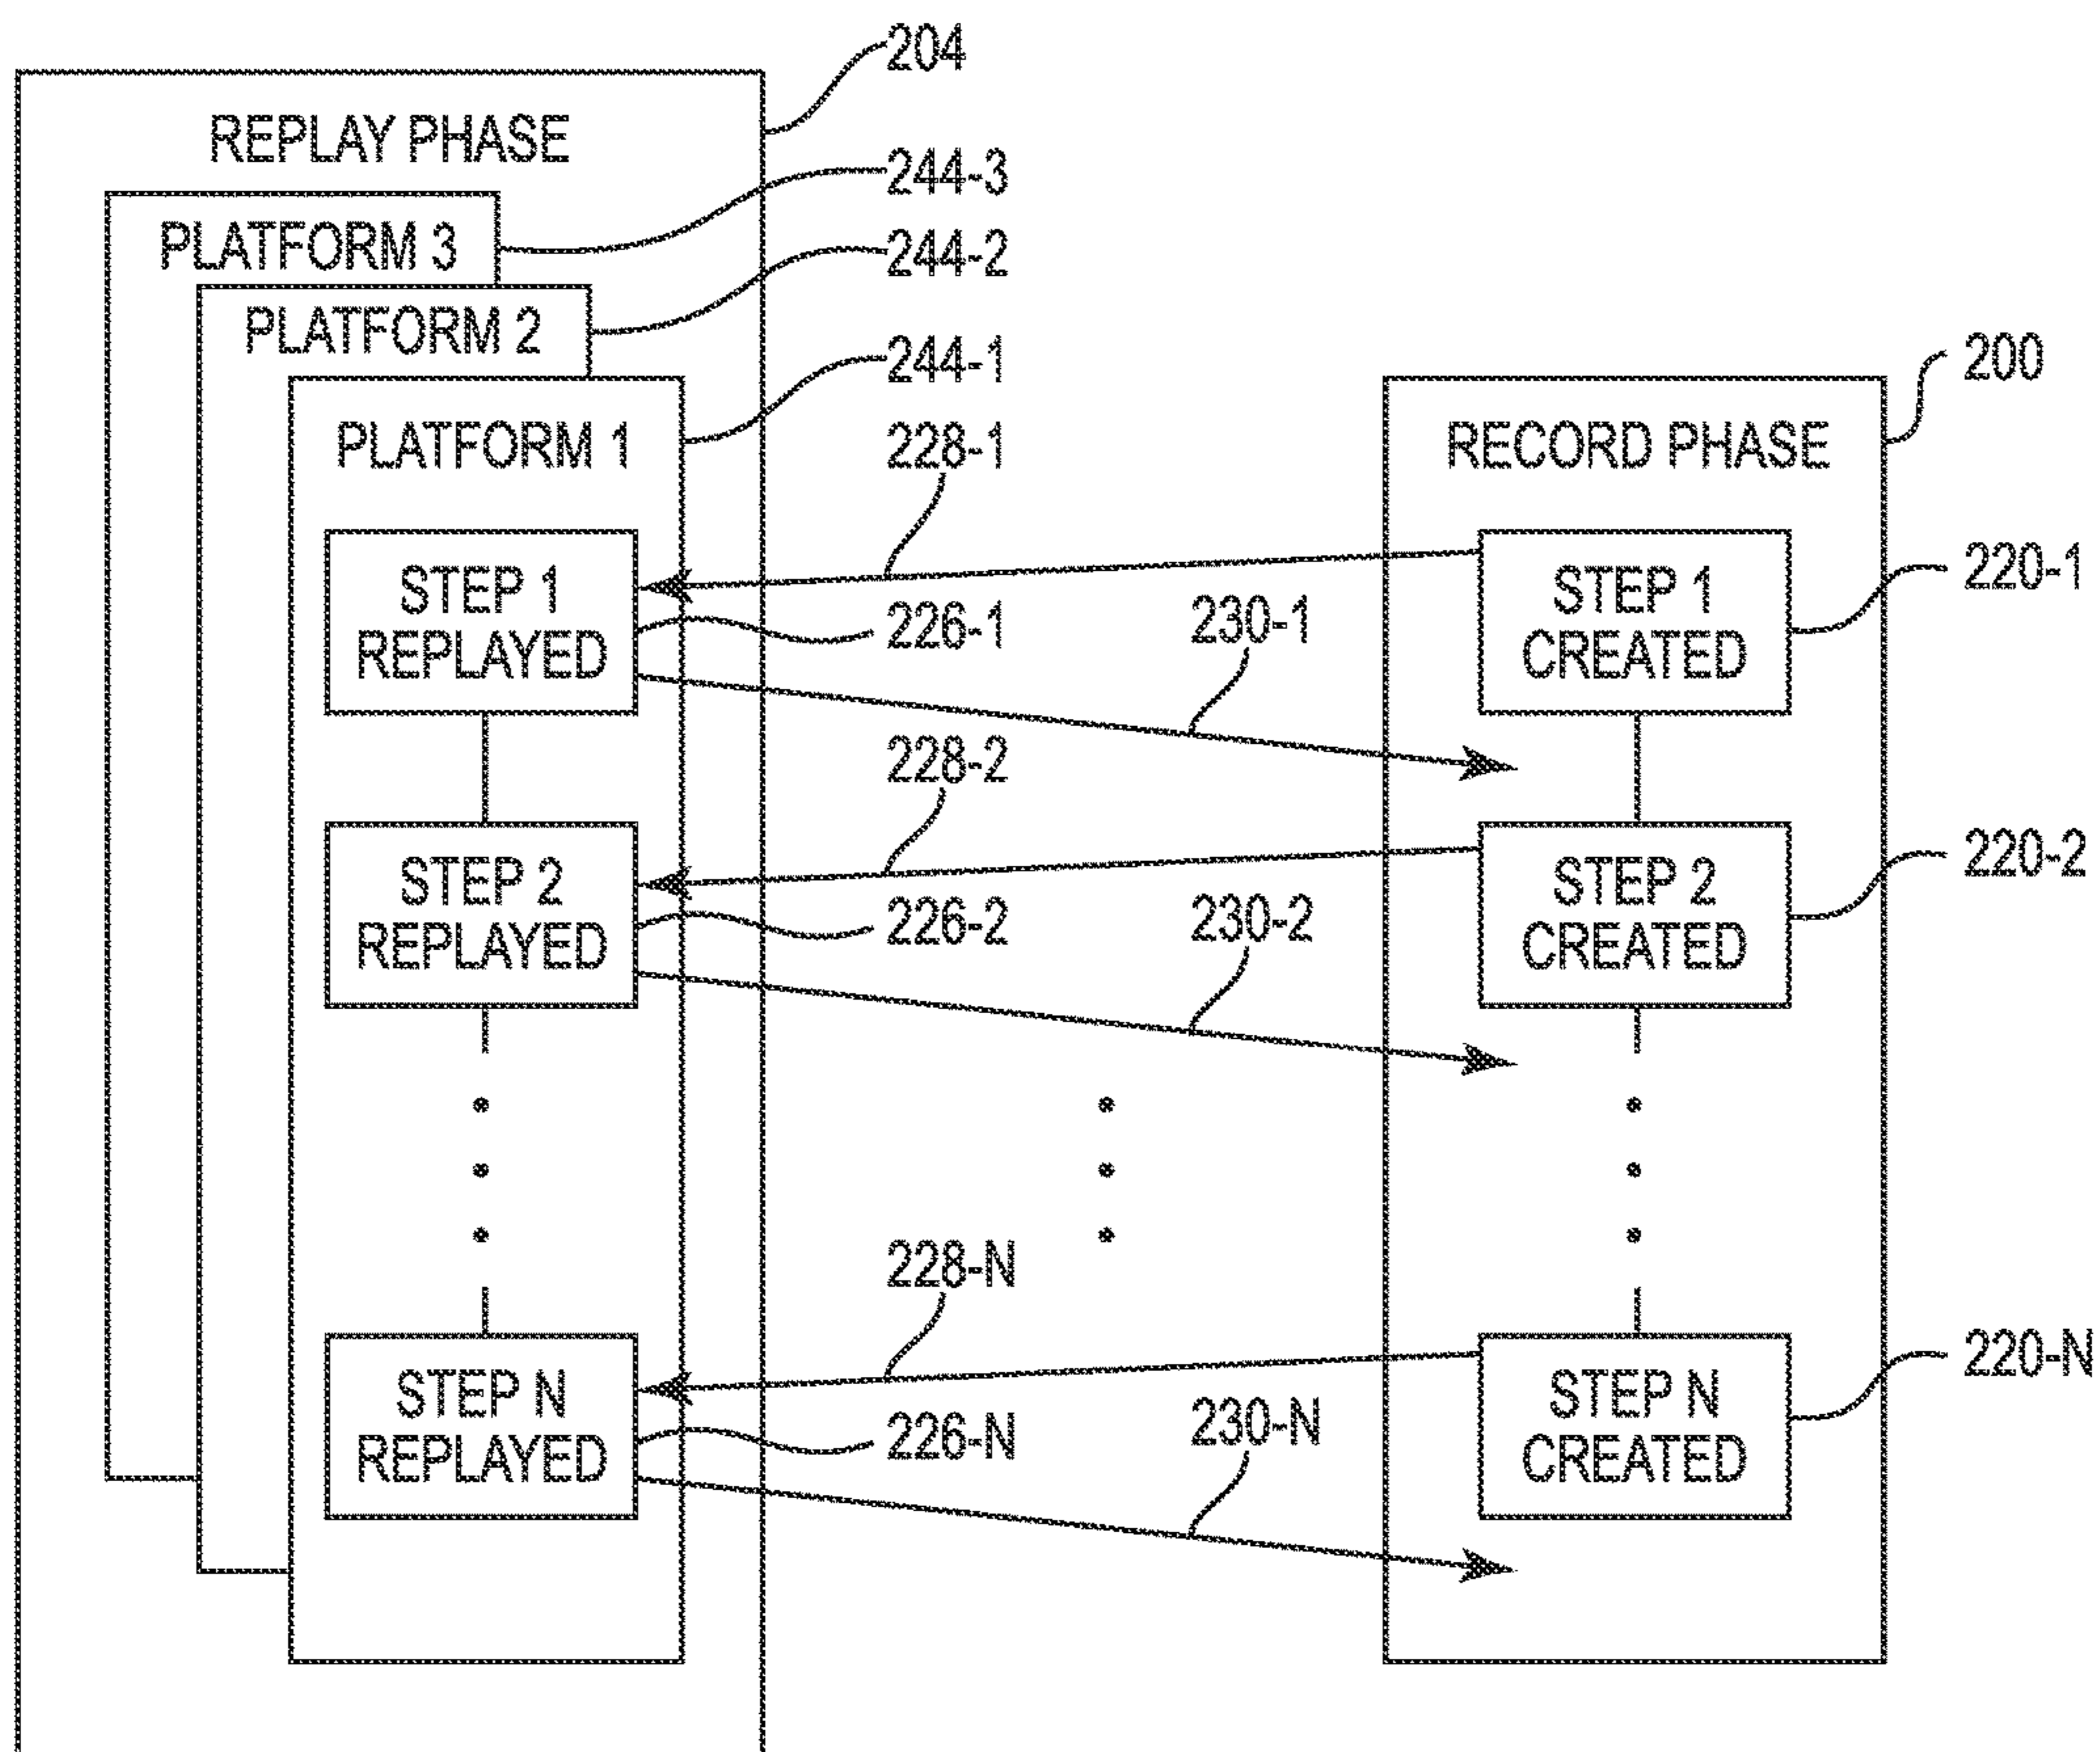 204
REPLAY PHASE
244-3
PLATFORM 3
244-2
PLATFORM 2
244-1
200
PLATFORM 1
228-1
RECORD PHASE
STEP 1
REPLAYED
226-1
230-1
STEP 1
CREATED
220-1
228-2
STEP 2
REPLAYED
226-2
230-2
STEP 2
CREATED
220-2
228-N
STEP N
REPLAYED
226-N
230-N
STEP N
CREATED
220-N